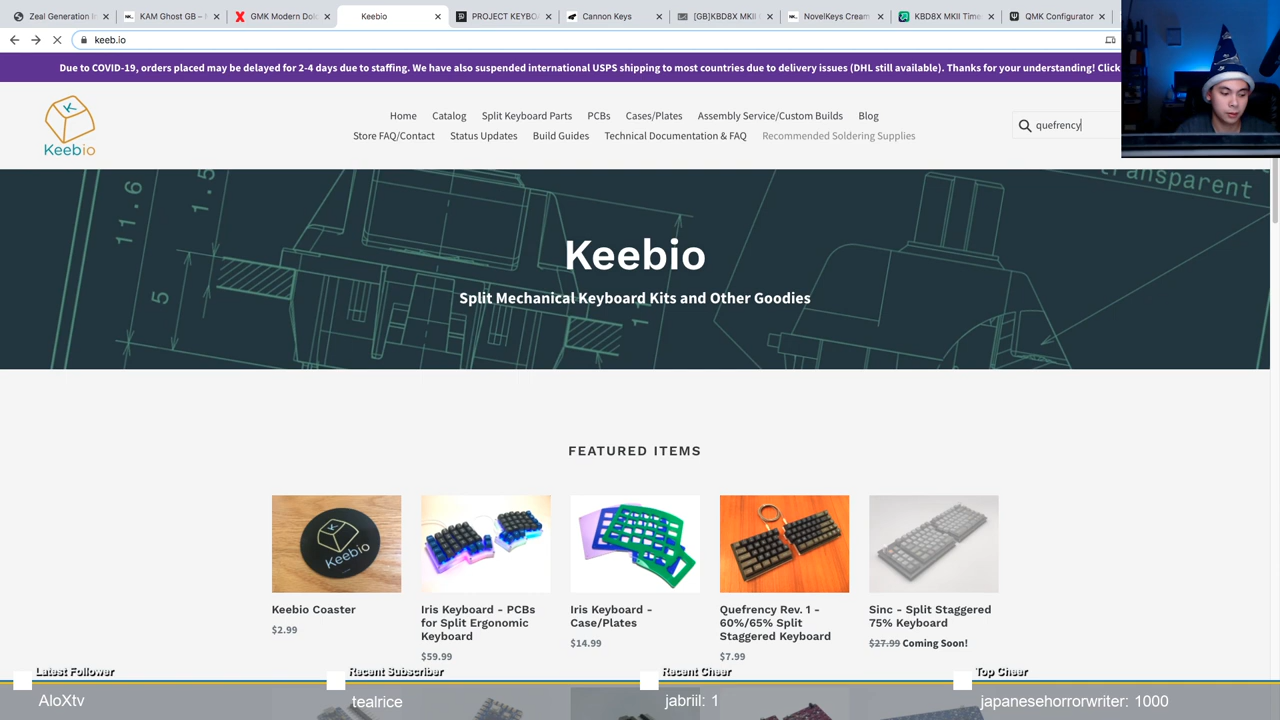 Zeal Generation I
KAM Ghost GB – I
GMK Modern Dol
Keebio
PROJECT KEYBO
Cannon Keys
[GB]KBD8X MKII C
NovelKeys Cream
KBD8X MKII Time
QMK Configurator
keeb.io
Due to COVID-19, orders placed may be delayed for 2-4 days due to staffing. We have also suspended international USPS shipping to most countries due to delivery issues (DHL still available). Thanks for your understanding! Click
K
Keebio
Home Catalog Split Keyboard Parts PCBs Cases/Plates Assembly Service/Custom Builds Blog
Store FAQ/Contact Status Updates Build Guides Technical Documentation & FAQ Recommended Soldering Supplies
quefrency
11.6
1.5
5
transparent
Keebio
Split Mechanical Keyboard Kits and Other Goodies
FEATURED ITEMS
Keebio
Keebio Coaster
$2.99
Iris Keyboard - PCBs
for Split Ergonomic
Keyboard
$59.99
Iris Keyboard -
Case/Plates
$14.99
Quefrency Rev. 1 -
60%/65% Split
Staggered Keyboard
$7.99
Sinc - Split Staggered
75% Keyboard
$27.99 Coming Soon!
Latest Follower
AloXtv
Recent Subscriber
tealrice
Recent Cheer
jabriil: 1
Top Cheer
japanesehorrorwriter: 1000